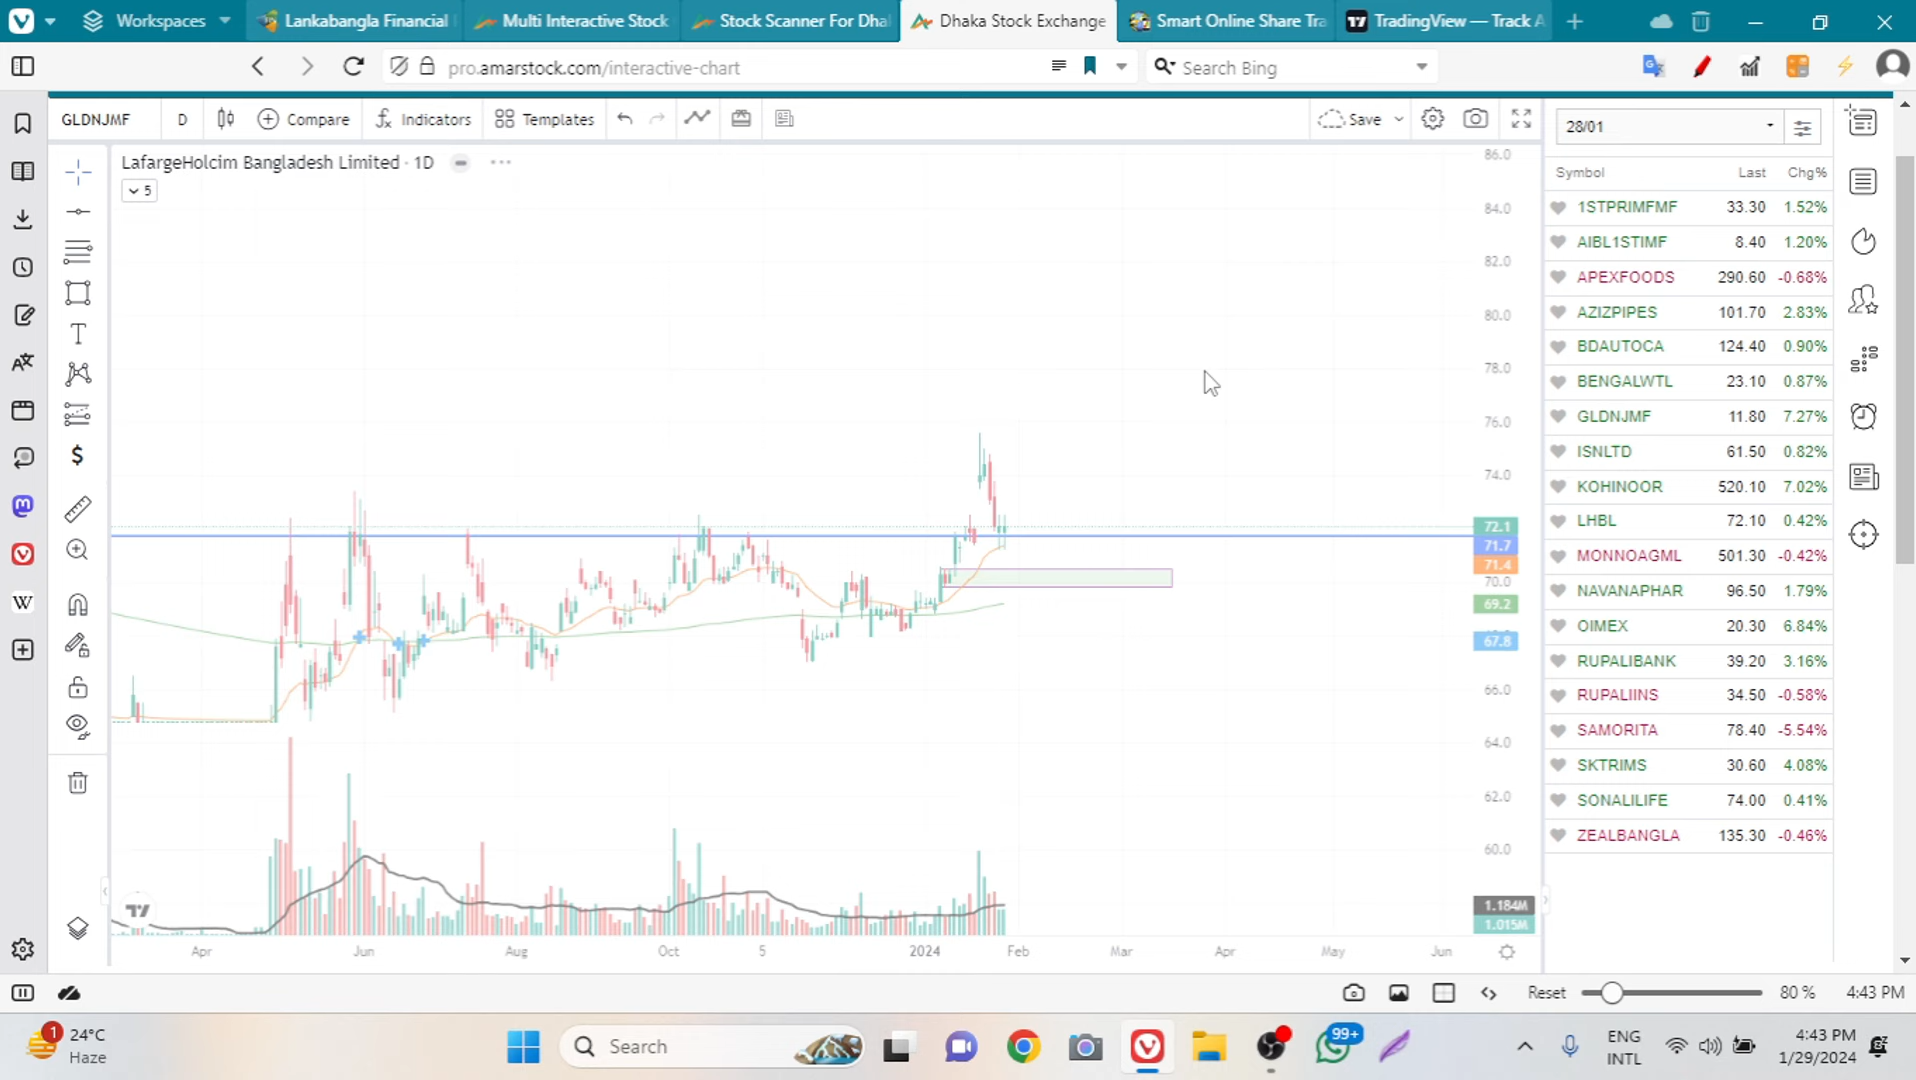 Workspaces
Lankabangla Financial
Multi Interactive Stock
Stock Scanner For Dha
Dhaka Stock Exchange
Smart Online Share Tra
TradingView — Track A
pro.amarstock.com/interactive-chart
Search Bing
GLDNJMF
D
Compare
Indicators
Templates
Save
28/01
LafargeHolcim Bangladesh Limited · 1D
5
Symbol Last Chg%
1STPRIMFMF 33.30 1.52%
AIBL1STIMF 8.40 1.20%
APEXFOODS 290.60 -0.68%
AZIZPIPES 101.70 2.83%
BDAUTOCA 124.40 0.90%
BENGALWTL 23.10 0.87%
GLDNJMF 11.80 7.27%
ISNLTD 61.50 0.82%
KOHINOOR 520.10 7.02%
LHBL 72.10 0.42%
MONNOAGML 501.30 -0.42%
NAVANAPHAR 96.50 1.79%
OIMEX 20.30 6.84%
RUPALIBANK 39.20 3.16%
RUPALIINS 34.50 -0.58%
SAMORITA 78.40 -5.54%
SKTRIMS 30.60 4.08%
SONALILIFE 74.00 0.41%
ZEALBANGLA 135.30 -0.46%
86.0
84.0
82.0
80.0
78.0
76.0
74.0
72.1
71.7
71.4
70.0
69.2
67.8
66.0
64.0
62.0
60.0
1.184M
1.015M
Apr Jun Aug Oct 5 2024 Feb Mar Apr May Jun
Reset
80 %
4:43 PM
1
24°C
Haze
Search
99+
ENG
INTL
4:43 PM
1/29/2024